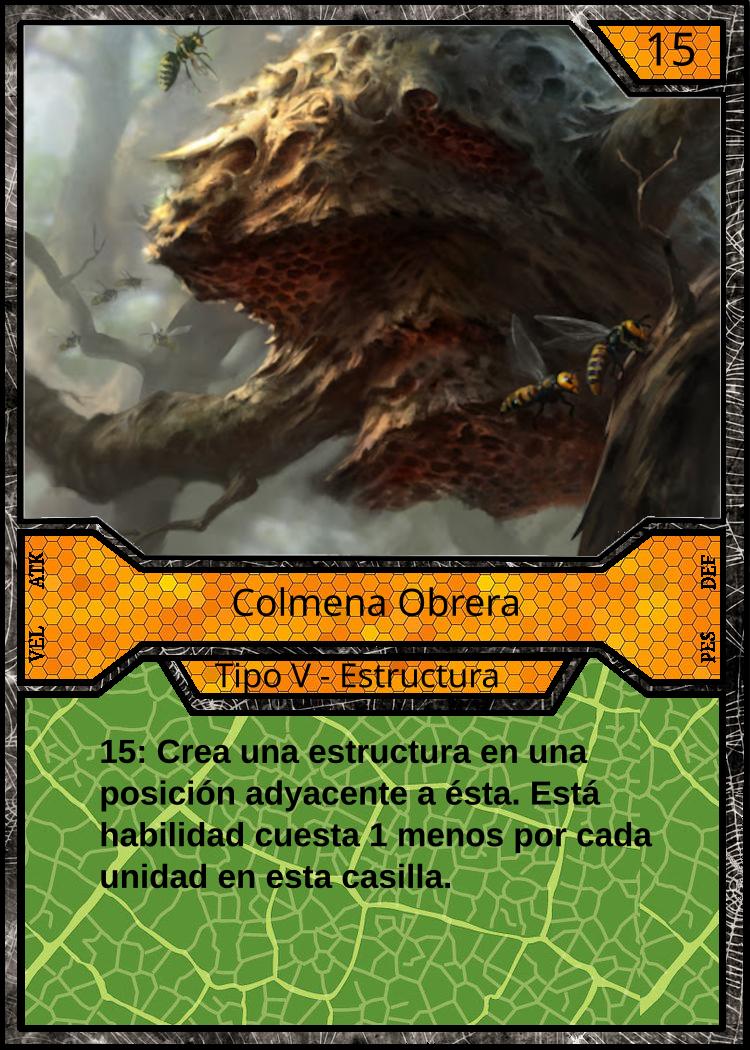 15
ATK
DEF
Colmena Obrera
VEL
PES
Tipo V - Estructura
15: Crea una estructura en una
posición adyacente a ésta. Está
habilidad cuesta 1 menos por cada
unidad en esta casilla.